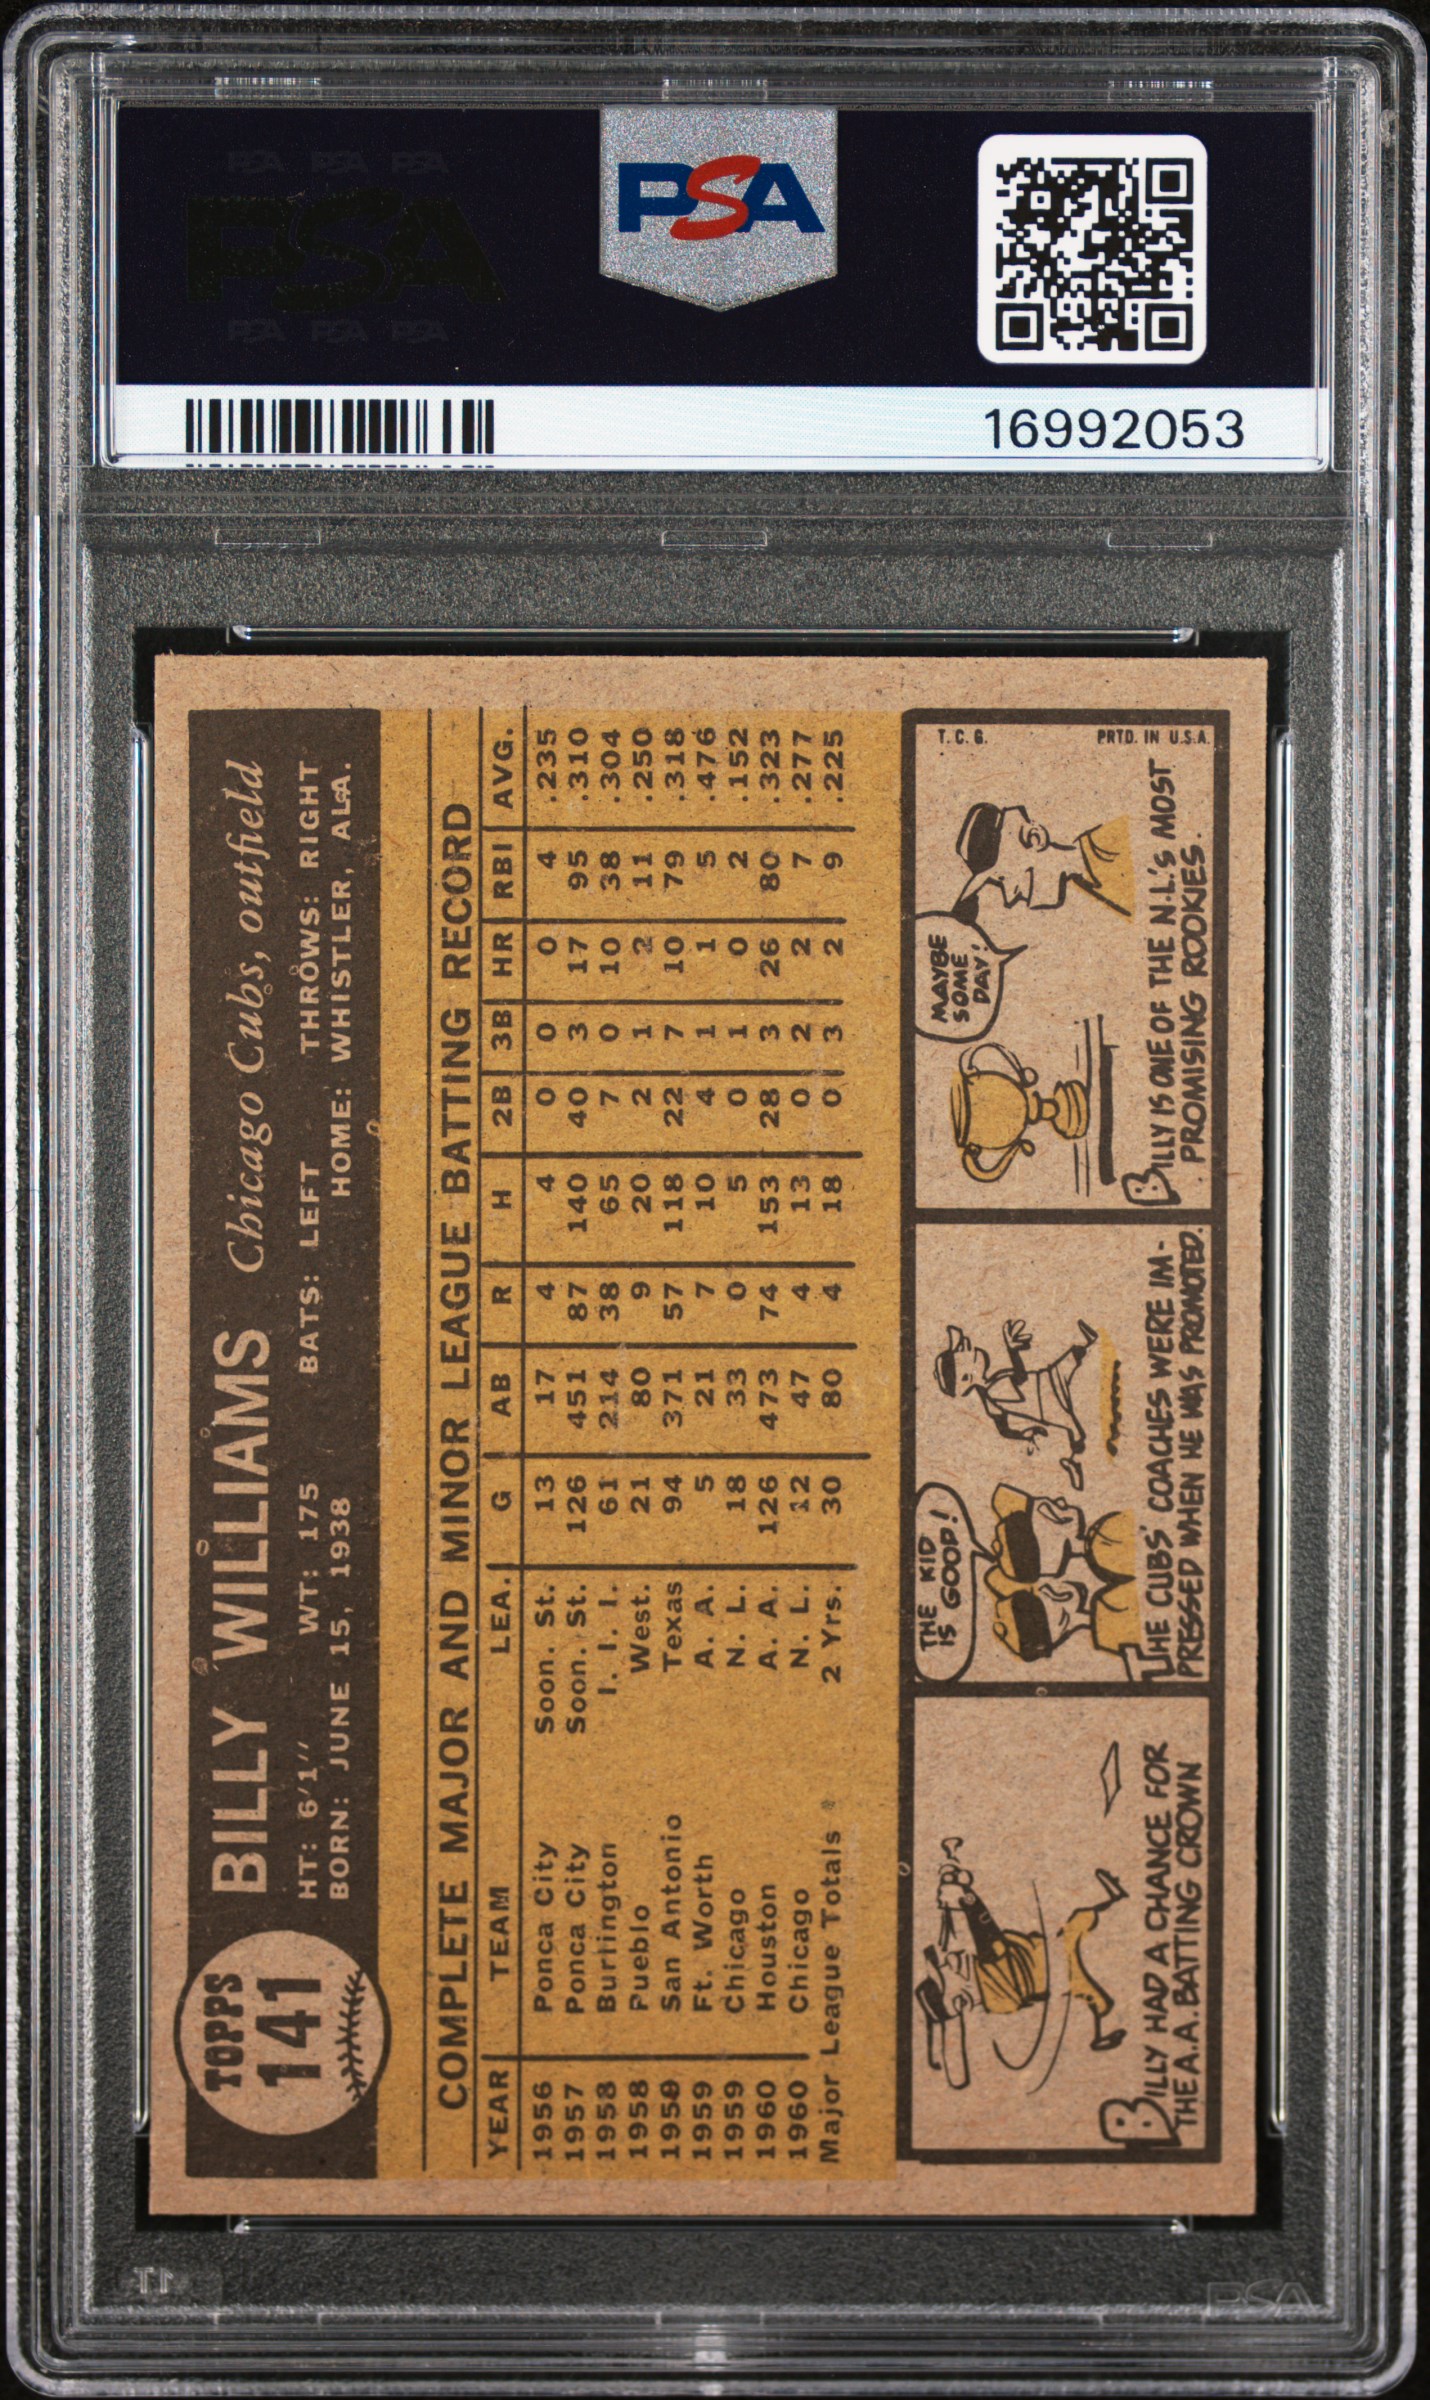 PSA PSA PSA
PSA
PSA PSA PSA
PSA
16992053
TOPPS
141
BILLY WILLIAMS Chicago Cubs, outfield
HT: 6'1" WT: 175 BATS: LEFT THROWS: RIGHT
BORN: JUNE 15, 1938 HOME: WHISTLER, ALA.
COMPLETE MAJOR AND MINOR LEAGUE BATTING RECORD
YEAR TEAM LEA. G AB R H 2B 3B HR RBI AVG.
1956 Ponca City Soon. St. 13 17 4 4 0 0 0 4 .235
1957 Ponca City Soon. St. 126 451 87 140 40 3 17 95 .310
1958 Burlington I. I. I. 61 214 38 65 7 0 10 38 .304
1958 Pueblo West. 21 80 9 20 2 1 2 11 .250
1959 San Antonio Texas 94 371 57 118 22 7 10 79 .318
1959 Ft. Worth A. A. 5 21 7 10 4 1 1 5 .476
1959 Chicago N. L. 18 33 0 5 0 1 0 2 .152
1960 Houston A. A. 126 473 74 153 28 3 26 80 .323
1960 Chicago N. L. 12 47 4 13 0 2 2 7 .277
Major League Totals 2 Yrs. 30 80 4 18 0 3 2 9 .225
BILLY HAD A CHANCE FOR
THE A.A. BATTING CROWN
THE KID
IS GOOD!
THE CUBS' COACHES WERE IM-
PRESSED WHEN HE WAS PROMOTED.
MAYBE
SOME
DAY!
BILLY IS ONE OF THE N.L.'S MOST
PROMISING ROOKIES.
T. C. G.
PRTD. IN U.S.A.
PSA